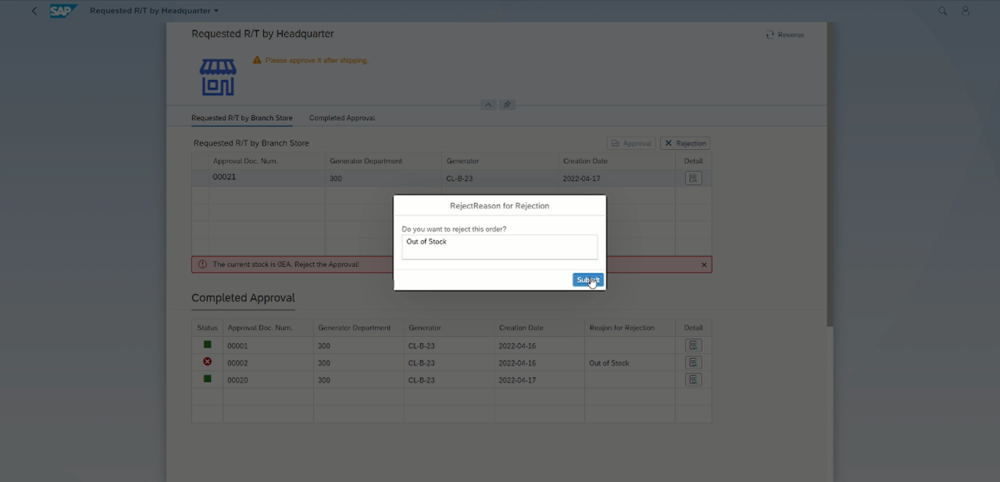 SAP Requested R/T by Headquarter
Requested R/T by Headquarter
Reverse
Please approve it after shipping.
Requested R/T by Branch Store Completed Approval
Requested R/T by Branch Store Approval Rejection
Approval Doc. Num. Generator Department Generator Creation Date Detail
00021 300 CL-B-23 2022-04-17
RejectReason for Rejection
Do you want to reject this order?
Out of Stock
Submit
The current stock is 0EA. Reject the Approval!
Completed Approval
Status Approval Doc. Num. Generator Department Generator Creation Date Reajon for Rejection Detail
00001 300 CL-B-23 2022-04-16
00002 300 CL-B-23 2022-04-16 Out of Stock
00020 300 CL-B-23 2022-04-17